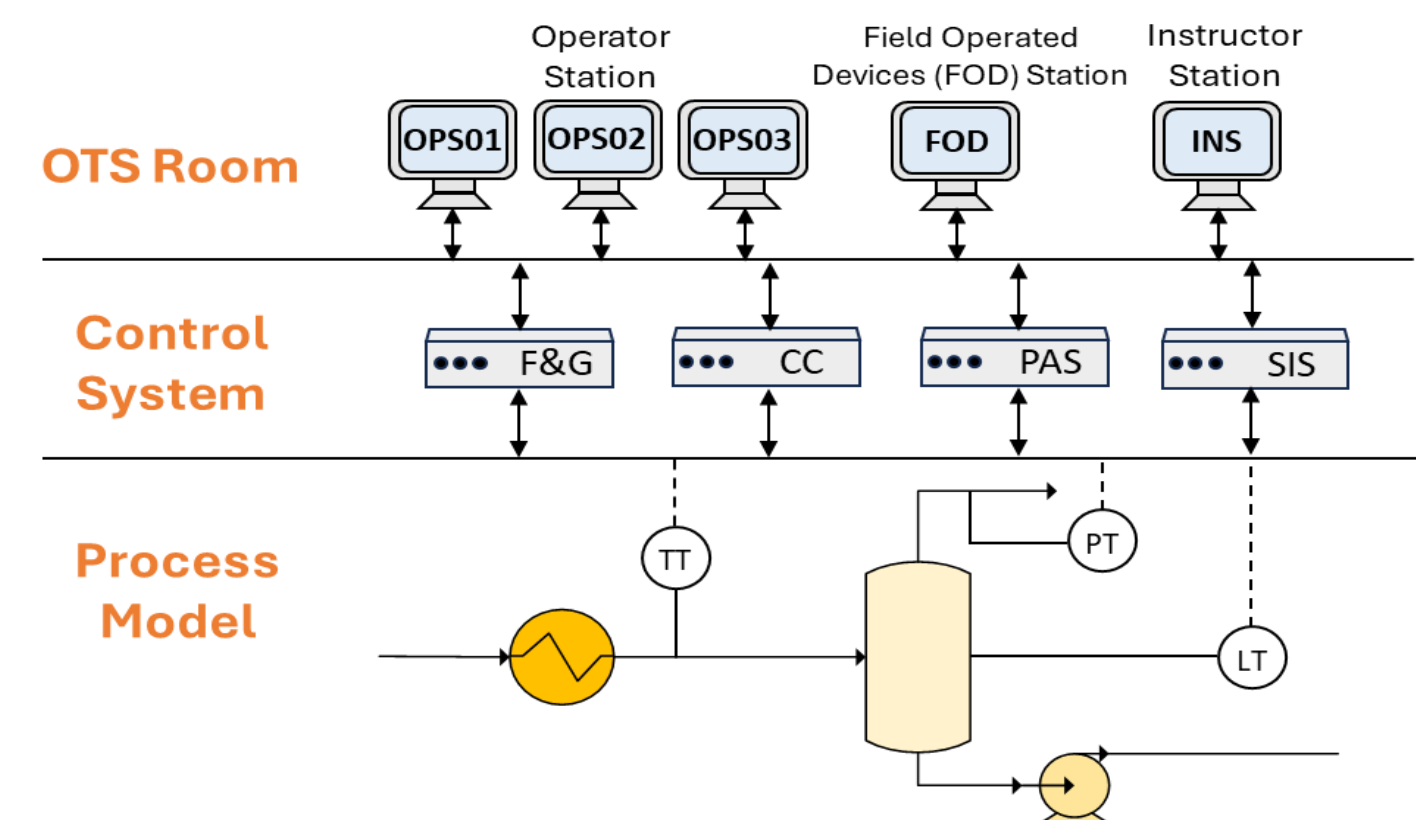 Operator
Station
Field Operated
Devices (FOD) Station
Instructor
Station
OTS Room
OPS01
OPS02
OPS03
FOD
INS
Control
System
F&G
CC
PAS
SIS
Process
Model
TT
PT
LT